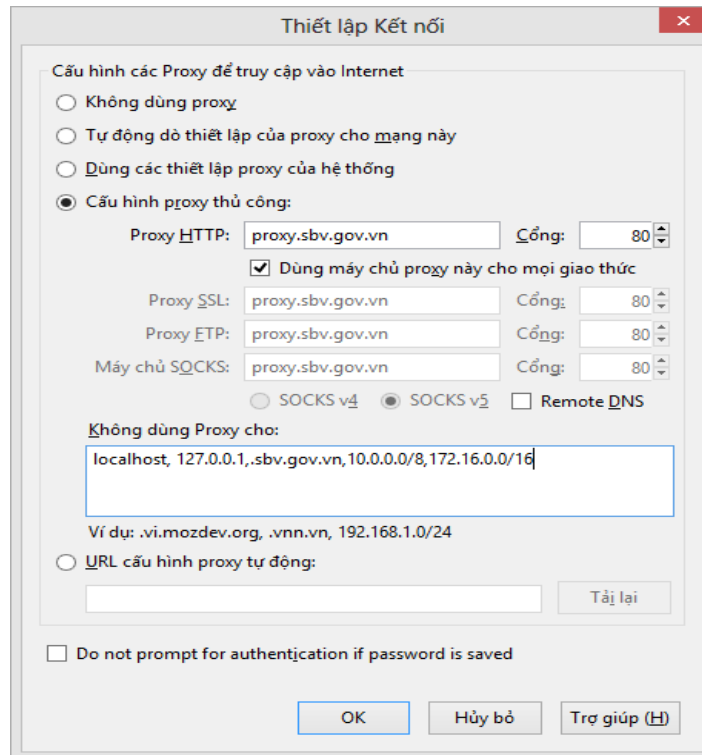 Thiết lập Kết nối
Cấu hình các Proxy để truy cập vào Internet
Không dùng proxy
Tự động dò thiết lập của proxy cho mạng này
Dùng các thiết lập proxy của hệ thống
Cấu hình proxy thủ công:
Proxy HTTP: proxy.sbv.gov.vn Cổng: 80
Dùng máy chủ proxy này cho mọi giao thức
Proxy SSL: proxy.sbv.gov.vn Cổng: 80
Proxy FTP: proxy.sbv.gov.vn Cổng: 80
Máy chủ SOCKS: proxy.sbv.gov.vn Cổng: 80
SOCKS v4 SOCKS v5 Remote DNS
Không dùng Proxy cho:
localhost, 127.0.0.1,.sbv.gov.vn,10.0.0.0/8,172.16.0.0/16
Ví dụ: .vi.mozdev.org, .vnn.vn, 192.168.1.0/24
URL cấu hình proxy tự động:
Tải lại
Do not prompt for authentication if password is saved
OK Hủy bỏ Trợ giúp (H)